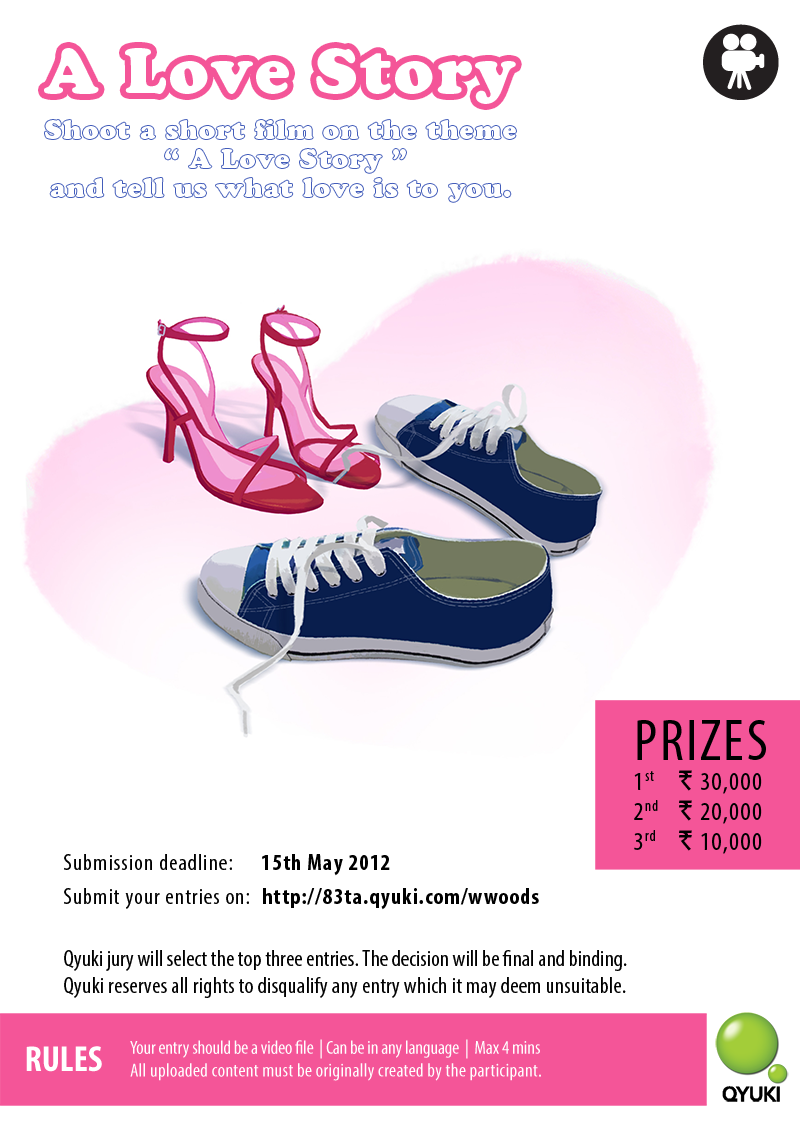 A Love Story
Shoot a short film on the theme
“ A Love Story ”
and tell us what love is to you.
PRIZES
1st ₹ 30,000
2nd ₹ 20,000
3rd ₹ 10,000
Submission deadline: 15th May 2012
Submit your entries on: http://83ta.qyuki.com/wwoods
Qyuki jury will select the top three entries. The decision will be final and binding.
Qyuki reserves all rights to disqualify any entry which it may deem unsuitable.
RULES
Your entry should be a video file | Can be in any language | Max 4 mins
All uploaded content must be originally created by the participant.
QYUKI